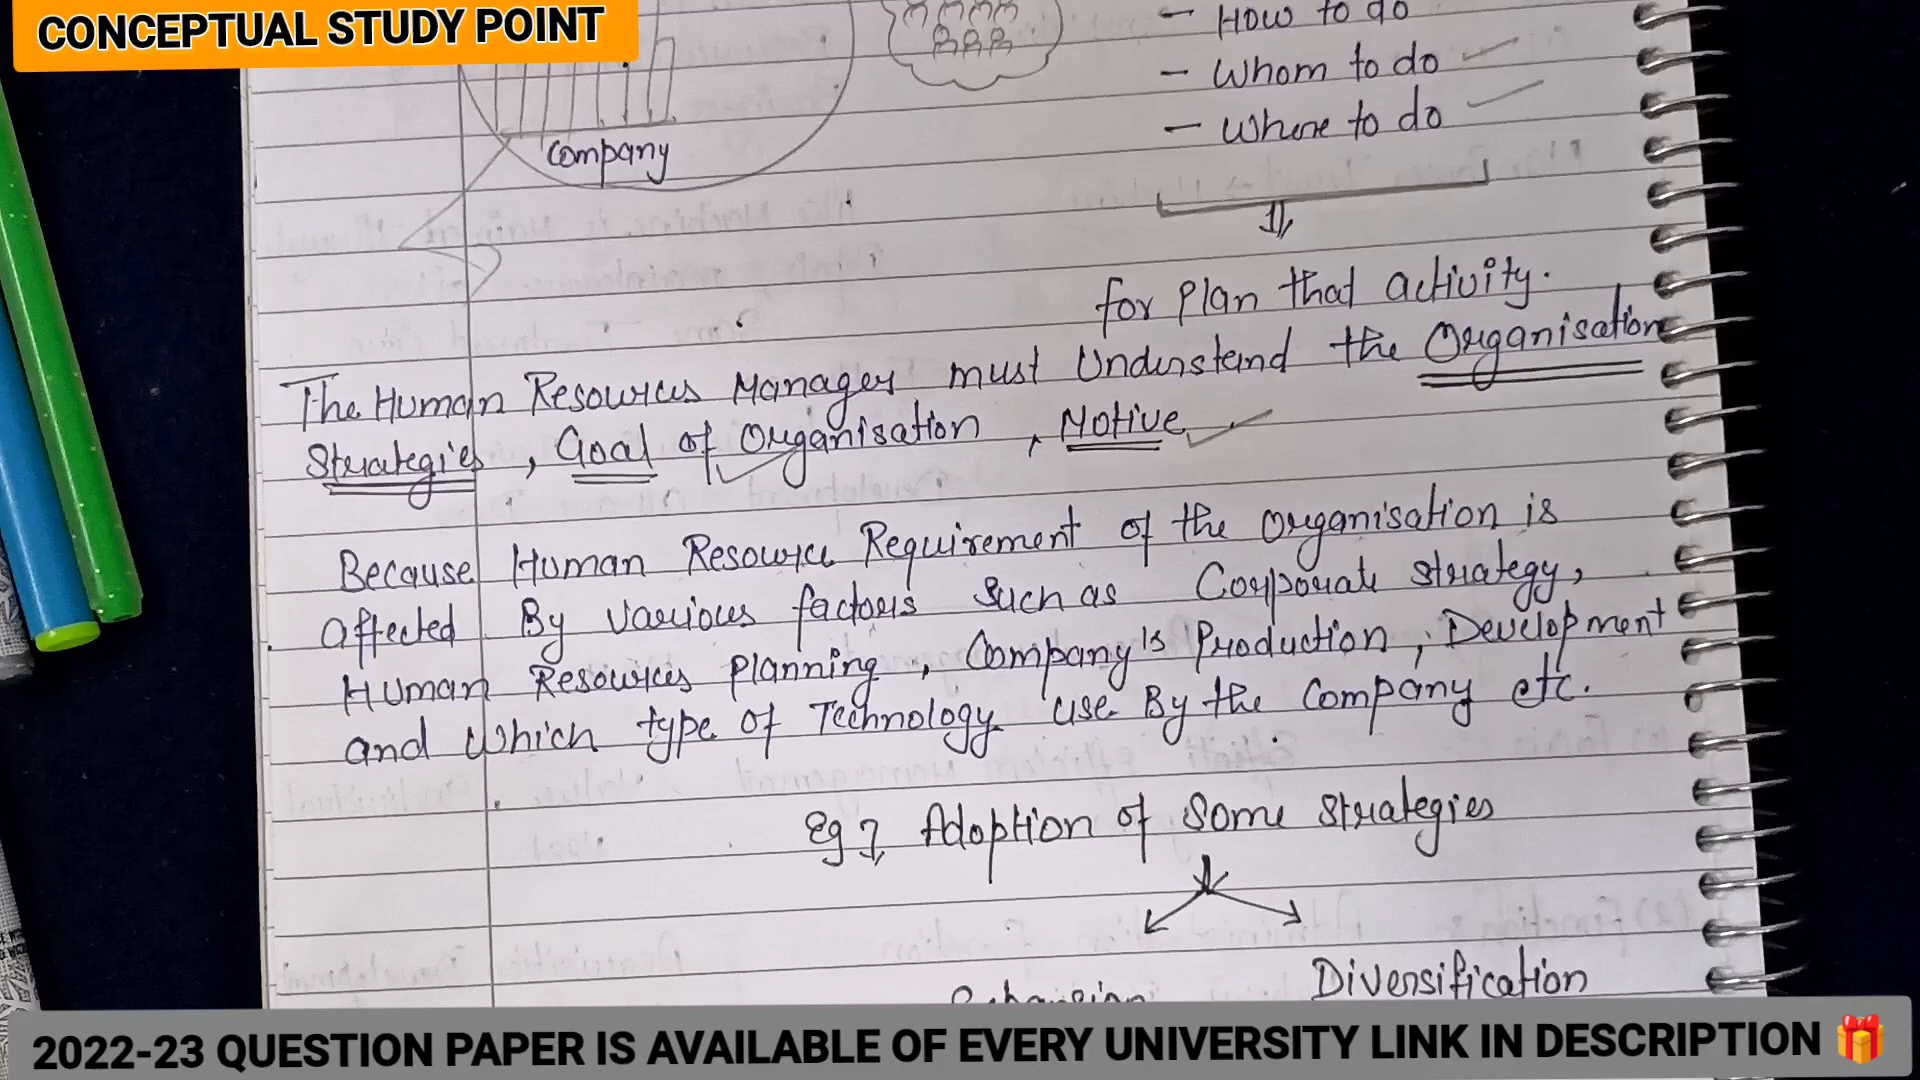 CONCEPTUAL STUDY POINT
- How to do
- Whom to do
- Where to do
Company
for Plan that activity.
The Human Resources Manager must Understand the Organisation
Strategies, Goal of Organisation, Motive
Because Human Resource Requirement of the Organisation is
affected By various factors such as Corporate strategy,
Human Resources Planning, Company's Production, Development
and Which type of Technology use By the Company etc.
Eg Adoption of Some Strategies
Diversification
2022-23 QUESTION PAPER IS AVAILABLE OF EVERY UNIVERSITY LINK IN DESCRIPTION